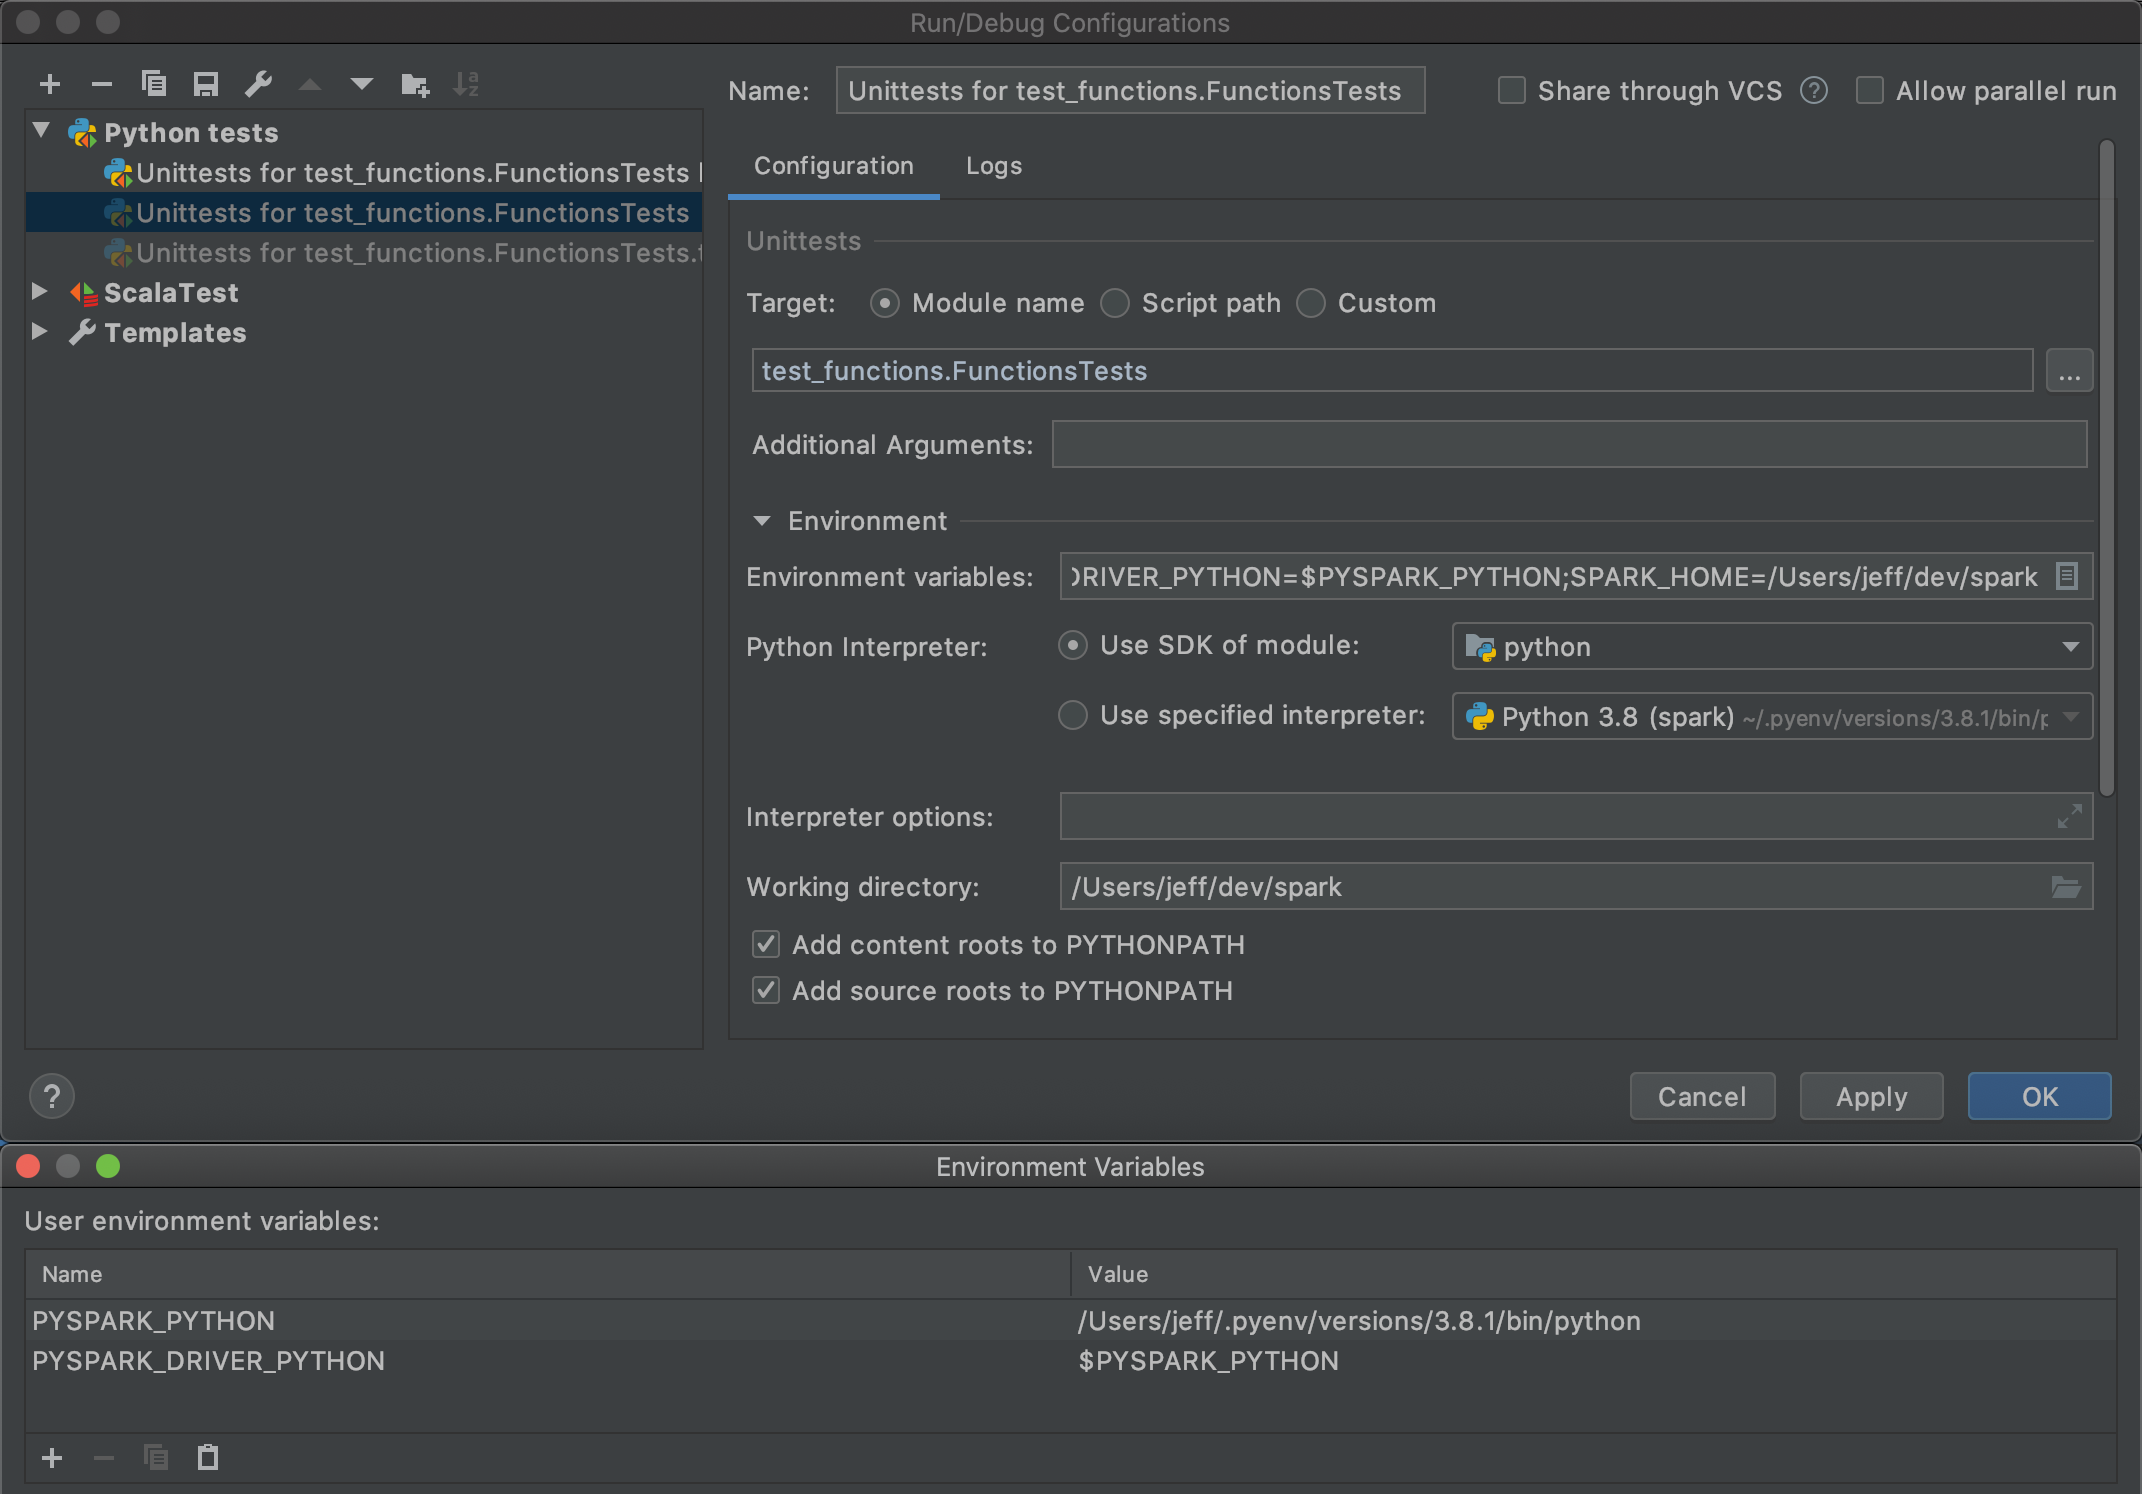 Run/Debug Configurations
Name: Unittests for test_functions.FunctionsTests Share through VCS ? Allow parallel run
Python tests
Unittests for test_functions.FunctionsTests
Unittests for test_functions.FunctionsTests
Unittests for test_functions.FunctionsTests.
ScalaTest
Templates
Configuration Logs
Unittests
Target: Module name Script path Custom
test_functions.FunctionsTests ...
Additional Arguments:
Environment
Environment variables: DRIVER_PYTHON=$PYSPARK_PYTHON;SPARK_HOME=/Users/jeff/dev/spark
Python Interpreter: Use SDK of module: python
Use specified interpreter: Python 3.8 (spark) ~/.pyenv/versions/3.8.1/bin/p
Interpreter options:
Working directory: /Users/jeff/dev/spark
Add content roots to PYTHONPATH
Add source roots to PYTHONPATH
? Cancel Apply OK
Environment Variables
User environment variables:
Name Value
PYSPARK_PYTHON /Users/jeff/.pyenv/versions/3.8.1/bin/python
PYSPARK_DRIVER_PYTHON $PYSPARK_PYTHON